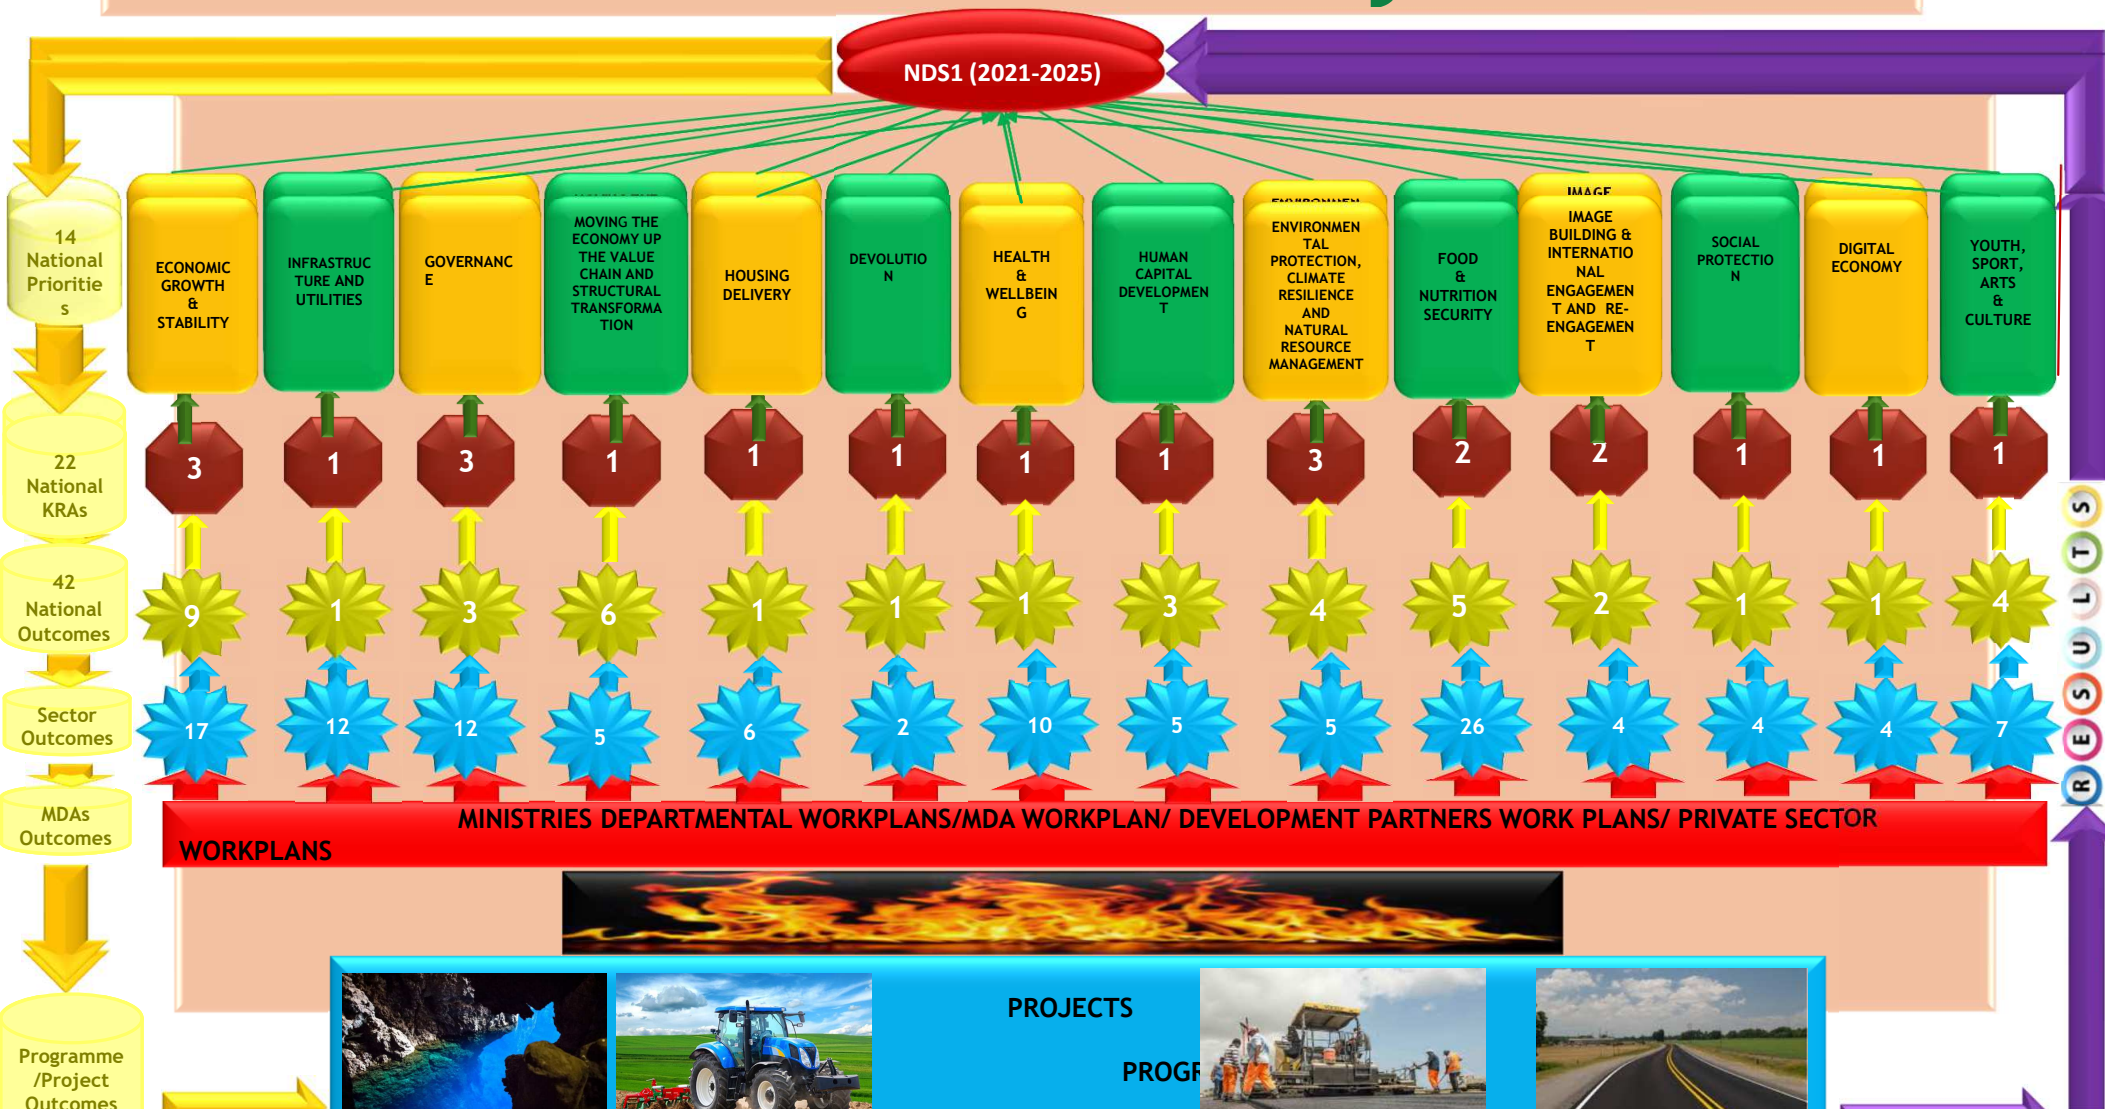 NDS1 (2021-2025)
14
National
Prioritie
s
ECONOMIC
GROWTH
&
STABILITY
INFRASTRUC
TURE AND
UTILITIES
GOVERNANC
E
MOVING THE
ECONOMY UP
THE VALUE
CHAIN AND
STRUCTURAL
TRANSFORMA
TION
HOUSING
DELIVERY
DEVOLUTIO
N
HEALTH
&
WELLBEIN
G
HUMAN
CAPITAL
DEVELOPMEN
T
ENVIRONMEN
TAL
PROTECTION,
CLIMATE
RESILIENCE
AND
NATURAL
RESOURCE
MANAGEMENT
FOOD
&
NUTRITION
SECURITY
IMAGE
IMAGE
BUILDING &
INTERNATIO
NAL
ENGAGEMEN
T AND RE-
ENGAGEMEN
T
SOCIAL
PROTECTIO
N
DIGITAL
ECONOMY
YOUTH,
SPORT,
ARTS
&
CULTURE
22
National
KRAs
3
1
3
1
1
1
1
1
3
2
2
1
1
1
42
National
Outcomes
9
1
3
6
1
1
1
3
4
5
2
1
1
4
Sector
Outcomes
17
12
12
5
6
2
10
5
5
26
4
4
4
7
RESULTS
MDAs
Outcomes
MINISTRIES DEPARTMENTAL WORKPLANS/MDA WORKPLAN/ DEVELOPMENT PARTNERS WORK PLANS/ PRIVATE SECTOR
WORKPLANS
Programme
/Project
Outcomes
PROJECTS
PROGR